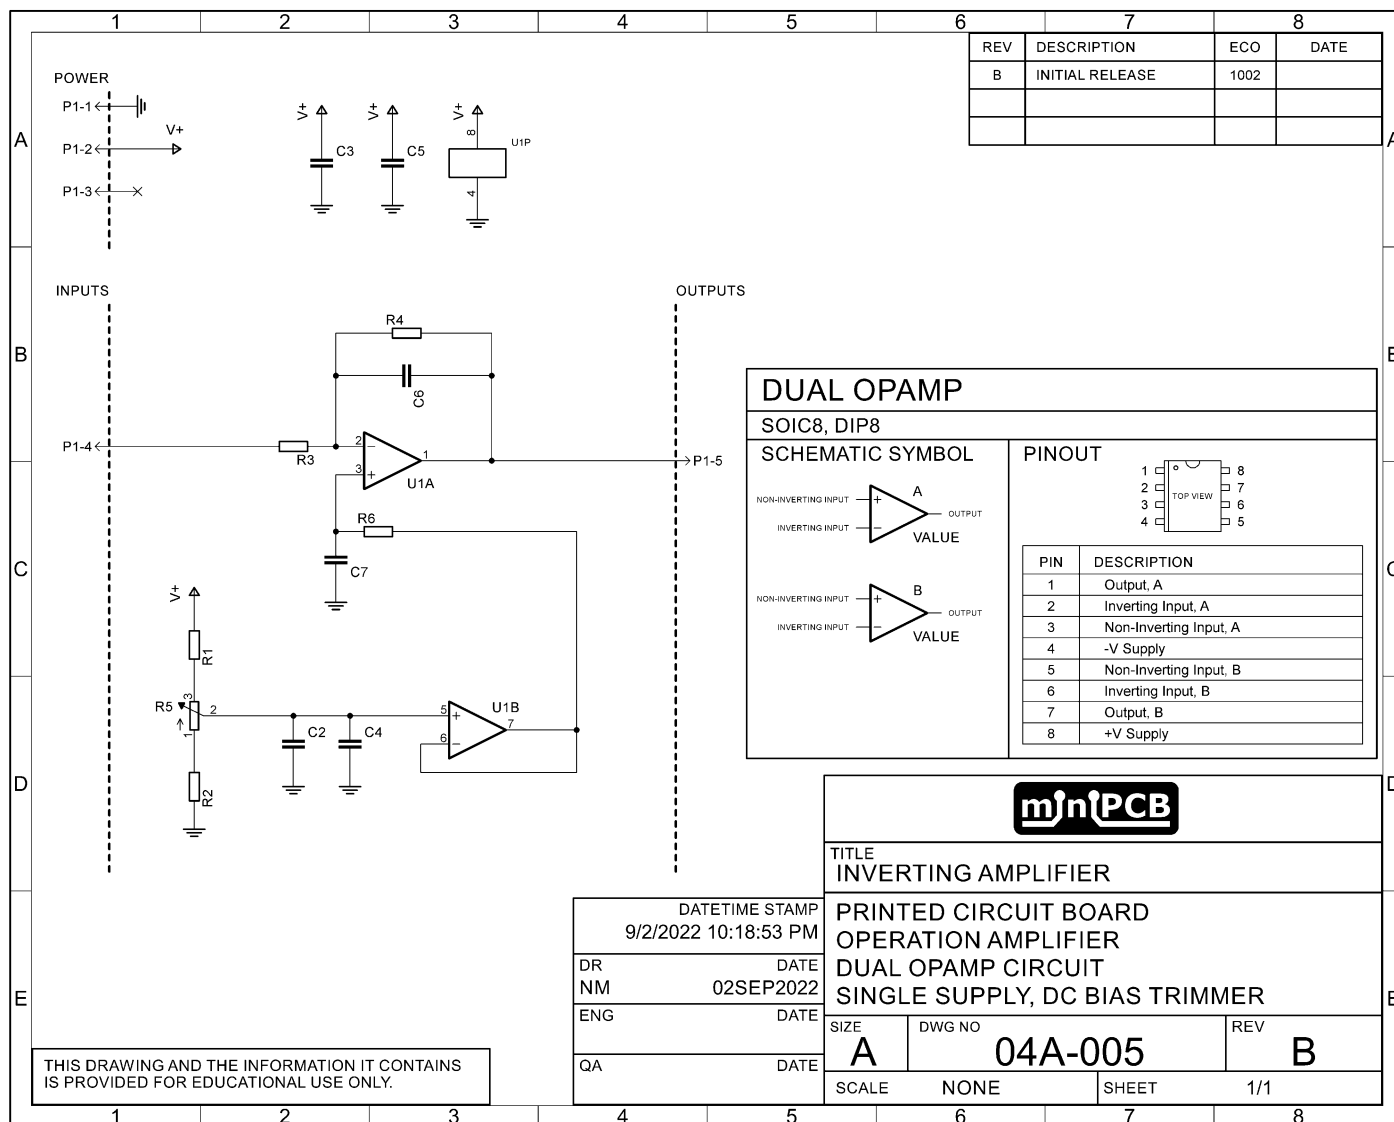 1 2 3 4 5 6 7 8
REV DESCRIPTION ECO DATE
B INITIAL RELEASE 1002
A
POWER
P1-1
P1-2 V+
P1-3
V+ C3
V+ C5
V+ 8 U1P 4
INPUTS
OUTPUTS
B
R4
C6
P1-4
R3
2 −
3 +
1
U1A
P1-5
R6
C7
C
V+
R1
R5 3 2 1
R2
C2
C4
5 +
6 −
7
U1B
D
DUAL OPAMP
SOIC8, DIP8
SCHEMATIC SYMBOL
NON-INVERTING INPUT + A OUTPUT
INVERTING INPUT − VALUE
NON-INVERTING INPUT + B OUTPUT
INVERTING INPUT − VALUE
PINOUT
1 8
2 TOP VIEW 7
3 6
4 5
PIN DESCRIPTION
1 Output, A
2 Inverting Input, A
3 Non-Inverting Input, A
4 -V Supply
5 Non-Inverting Input, B
6 Inverting Input, B
7 Output, B
8 +V Supply
miniPCB
TITLE
INVERTING AMPLIFIER
PRINTED CIRCUIT BOARD
OPERATION AMPLIFIER
DUAL OPAMP CIRCUIT
SINGLE SUPPLY, DC BIAS TRIMMER
DATETIME STAMP
9/2/2022 10:18:53 PM
DR DATE
NM 02SEP2022
ENG DATE
QA DATE
SIZE DWG NO REV
A 04A-005 B
SCALE NONE SHEET 1/1
E
THIS DRAWING AND THE INFORMATION IT CONTAINS
IS PROVIDED FOR EDUCATIONAL USE ONLY.
1 2 3 4 5 6 7 8